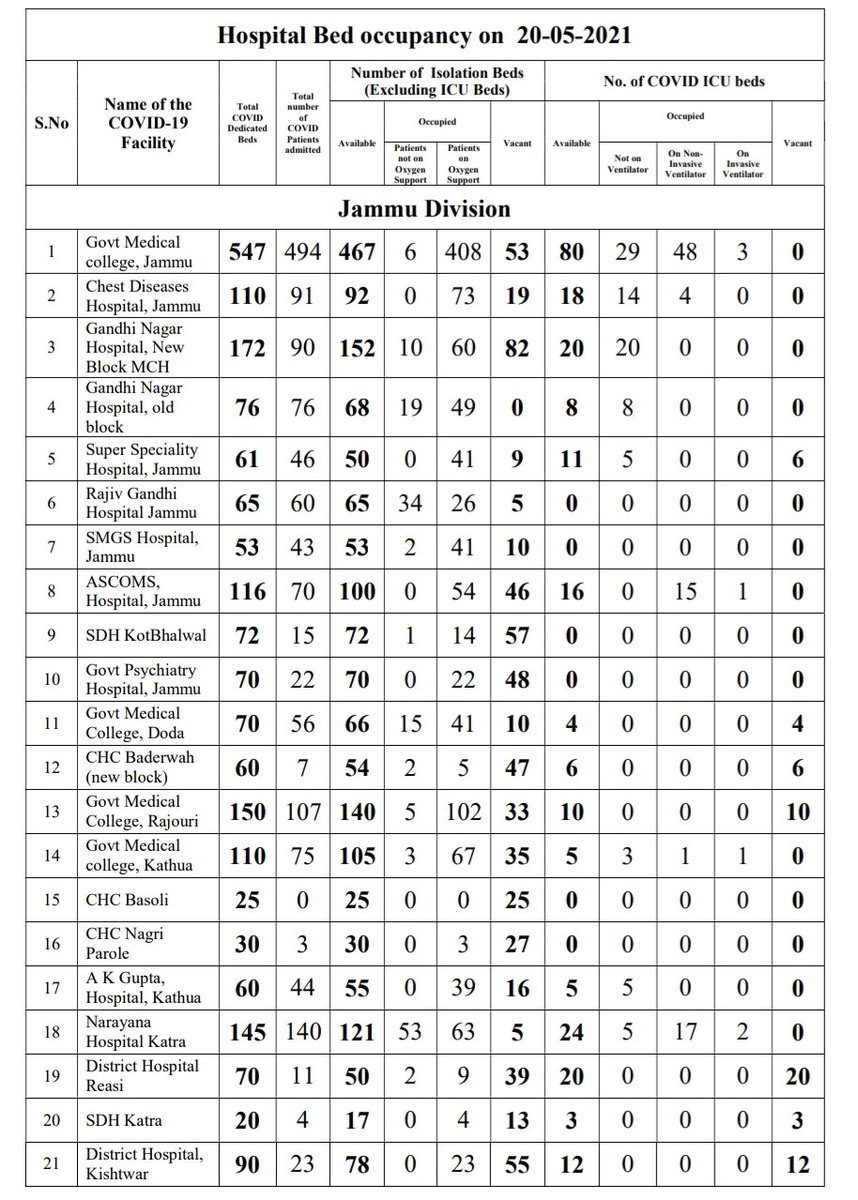 Hospital Bed occupancy on 20-05-2021
S.No
Name of the
COVID-19
Facility
Total
COVID
Dedicated
Beds
Total
number
of
COVID
Patients
admitted
Number of Isolation Beds
(Excluding ICU Beds)
No. of COVID ICU beds
Available
Occupied
Vacant
Available
Occupied
Vacant
Patients
not on
Oxygen
Support
Patients
on
Oxygen
Support
Not on
Ventilator
On Non-
Invasive
Ventilator
On
Invasive
Ventilator
Jammu Division
1 Govt Medical
college, Jammu 547 494 467 6 408 53 80 29 48 3 0
2 Chest Diseases
Hospital, Jammu 110 91 92 0 73 19 18 14 4 0 0
3 Gandhi Nagar
Hospital, New
Block MCH 172 90 152 10 60 82 20 20 0 0 0
4 Gandhi Nagar
Hospital, old
block 76 76 68 19 49 0 8 8 0 0 0
5 Super Speciality
Hospital, Jammu 61 46 50 0 41 9 11 5 0 0 6
6 Rajiv Gandhi
Hospital Jammu 65 60 65 34 26 5 0 0 0 0 0
7 SMGS Hospital,
Jammu 53 43 53 2 41 10 0 0 0 0 0
8 ASCOMS,
Hospital, Jammu 116 70 100 0 54 46 16 0 15 1 0
9 SDH KotBhalwal 72 15 72 1 14 57 0 0 0 0 0
10 Govt Psychiatry
Hospital, Jammu 70 22 70 0 22 48 0 0 0 0 0
11 Govt Medical
College, Doda 70 56 66 15 41 10 4 0 0 0 4
12 CHC Baderwah
(new block) 60 7 54 2 5 47 6 0 0 0 6
13 Govt Medical
College, Rajouri 150 107 140 5 102 33 10 0 0 0 10
14 Govt Medical
college, Kathua 110 75 105 3 67 35 5 3 1 1 0
15 CHC Basoli 25 0 25 0 0 25 0 0 0 0 0
16 CHC Nagri
Parole 30 3 30 0 3 27 0 0 0 0 0
17 A K Gupta,
Hospital, Kathua 60 44 55 0 39 16 5 5 0 0 0
18 Narayana
Hospital Katra 145 140 121 53 63 5 24 5 17 2 0
19 District Hospital
Reasi 70 11 50 2 9 39 20 0 0 0 20
20 SDH Katra 20 4 17 0 4 13 3 0 0 0 3
21 District Hospital,
Kishtwar 90 23 78 0 23 55 12 0 0 0 12